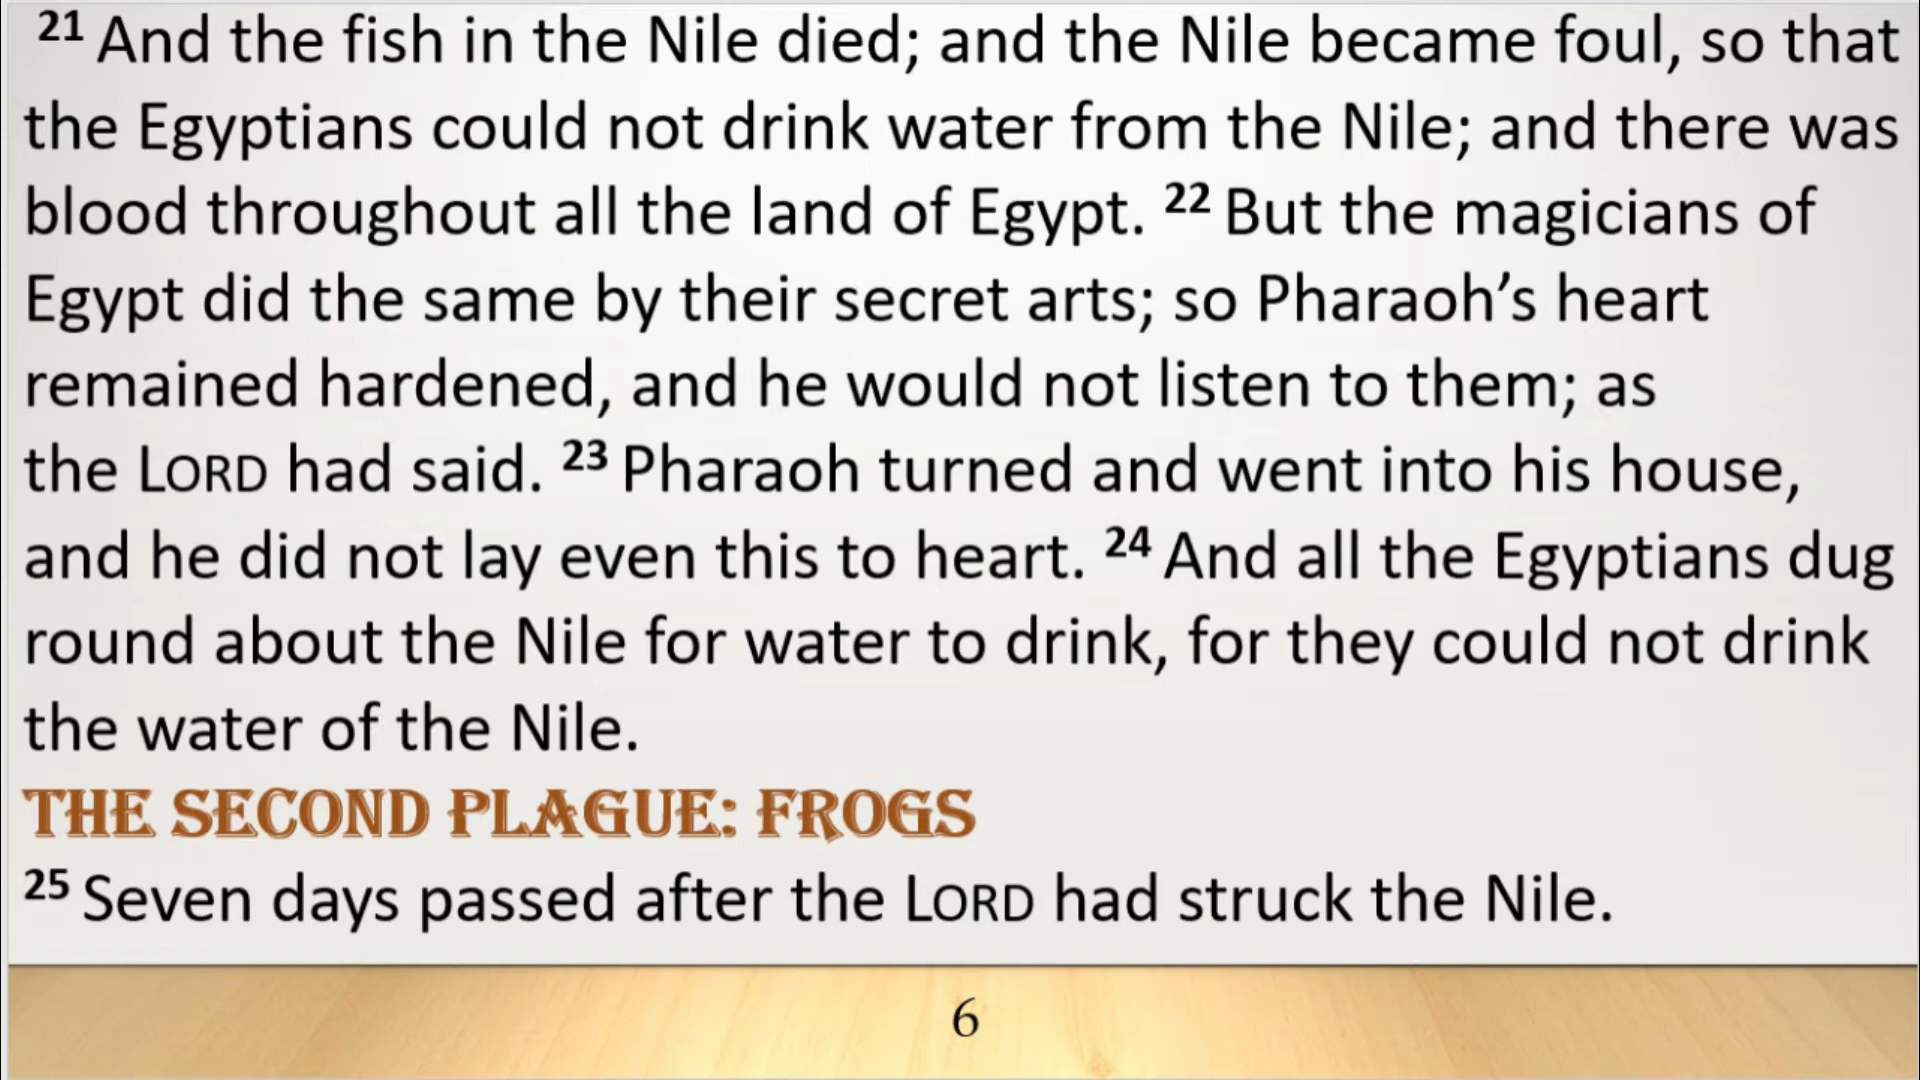 21 And the fish in the Nile died; and the Nile became foul, so that
the Egyptians could not drink water from the Nile; and there was
blood throughout all the land of Egypt. 22 But the magicians of
Egypt did the same by their secret arts; so Pharaoh’s heart
remained hardened, and he would not listen to them; as
the LORD had said. 23 Pharaoh turned and went into his house,
and he did not lay even this to heart. 24 And all the Egyptians dug
round about the Nile for water to drink, for they could not drink
the water of the Nile.
THE SECOND PLAGUE: FROGS
25 Seven days passed after the LORD had struck the Nile.
6